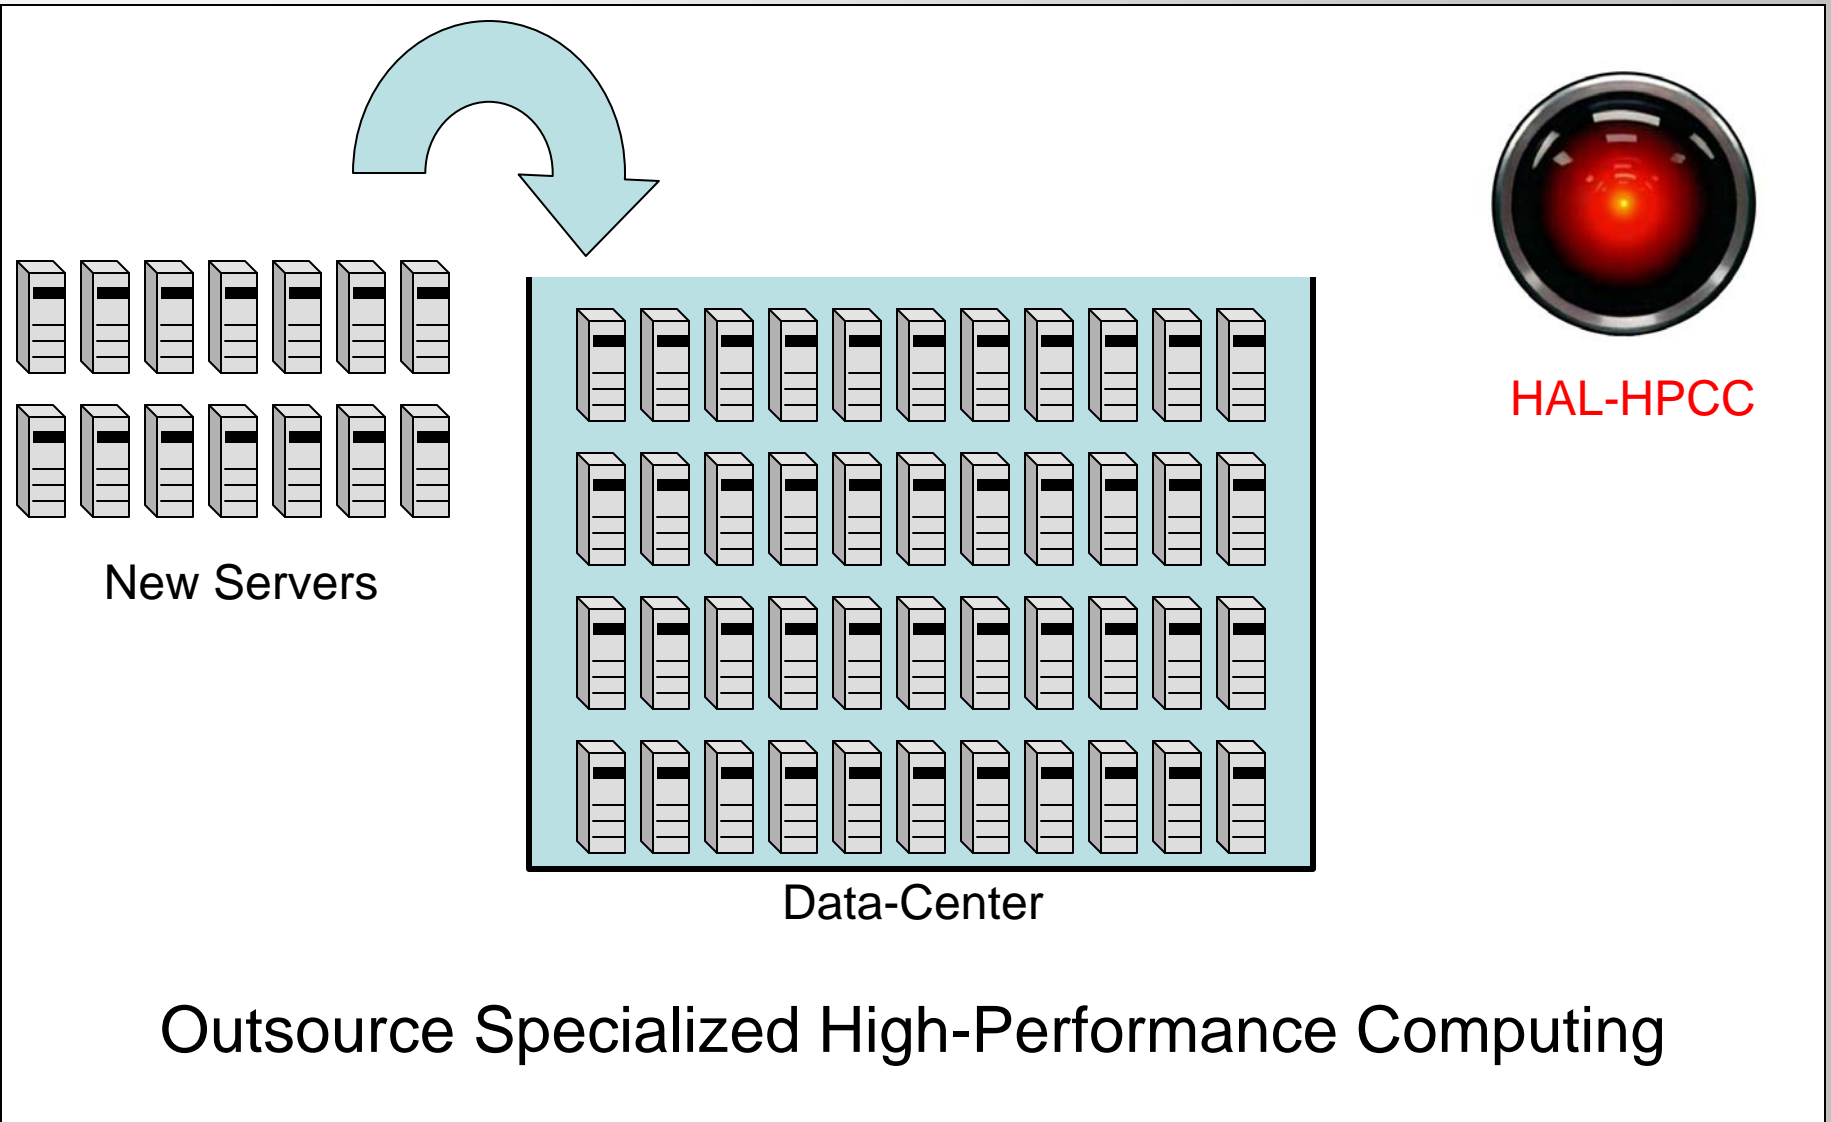 HAL-HPCC
New Servers
Data-Center
Outsource Specialized High-Performance Computing